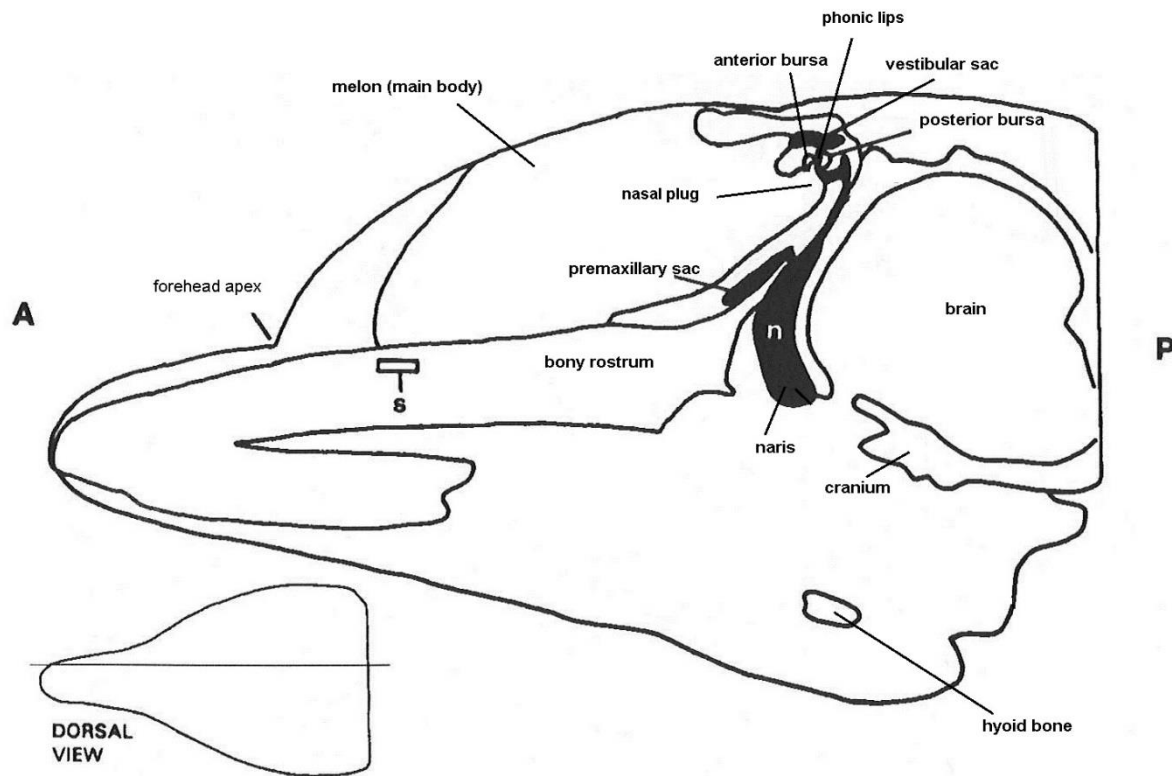 phonic lips
anterior bursa
vestibular sac
melon (main body)
posterior bursa
nasal plug
premaxillary sac
forehead apex
A
brain
n
P
bony rostrum
s
naris
cranium
DORSAL
VIEW
hyoid bone